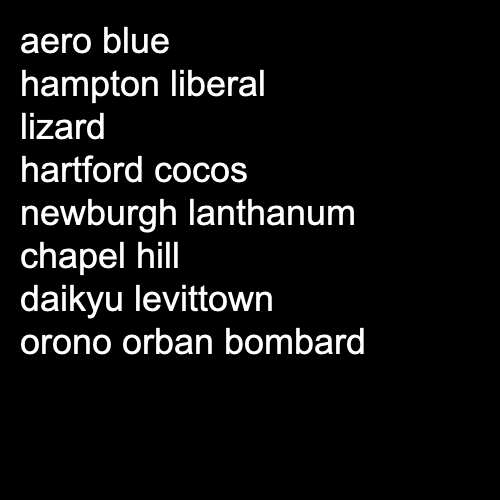 aero blue
hampton liberal
lizard
hartford cocos
newburgh lanthanum
chapel hill
daikyu levittown
orono orban bombard